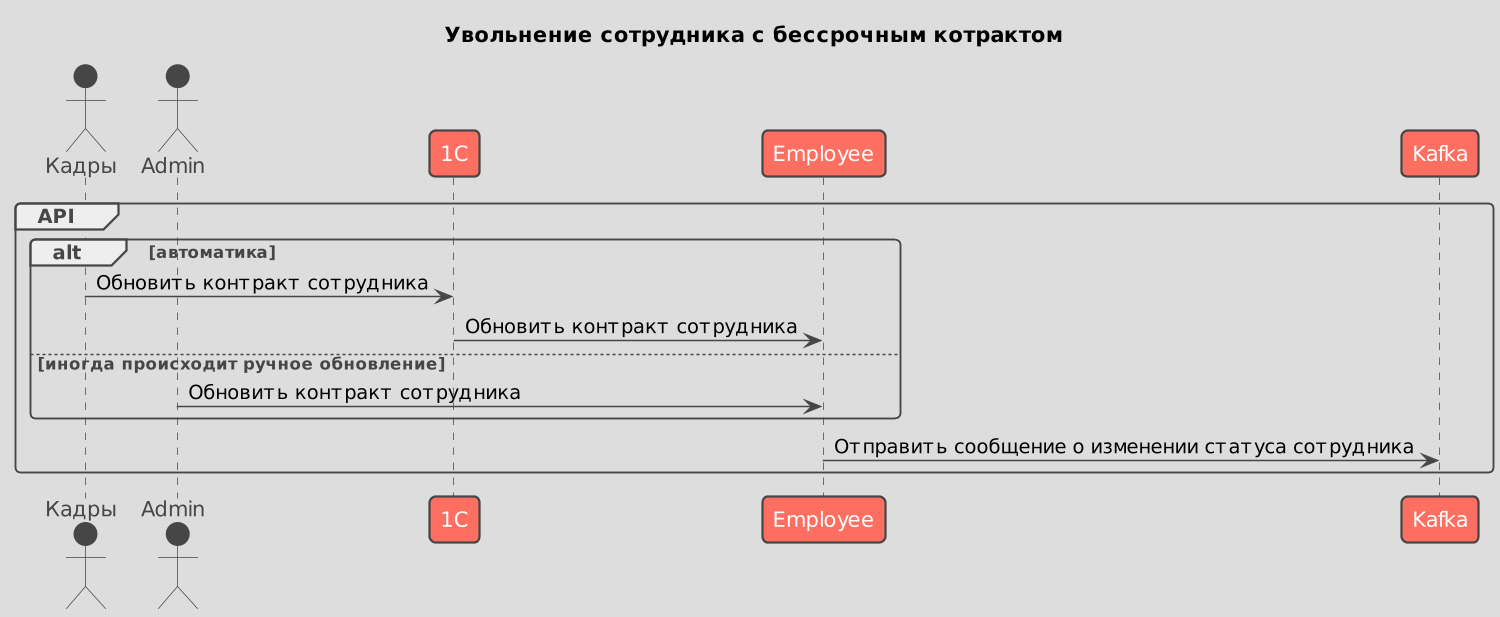 Увольнение сотрудника с бессрочным котрактом
Кадры
Admin
1C
Employee
Kafka
API
alt
[автоматика]
Обновить контракт сотрудника
Обновить контракт сотрудника
[иногда происходит ручное обновление]
Обновить контракт сотрудника
Отправить сообщение о изменении статуса сотрудника
Кадры
Admin
1C
Employee
Kafka